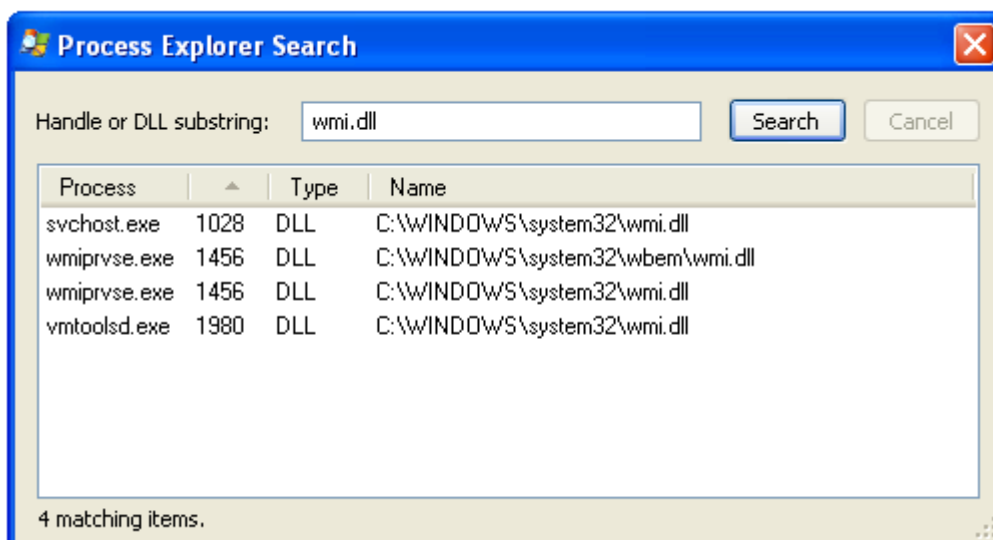 Process Explorer Search
Handle or DLL substring: wmi.dll Search Cancel
Process Type Name
svchost.exe 1028 DLL C:\WINDOWS\system32\wmi.dll
wmiprvse.exe 1456 DLL C:\WINDOWS\system32\wbem\wmi.dll
wmiprvse.exe 1456 DLL C:\WINDOWS\system32\wmi.dll
vmtoolsd.exe 1980 DLL C:\WINDOWS\system32\wmi.dll
4 matching items.